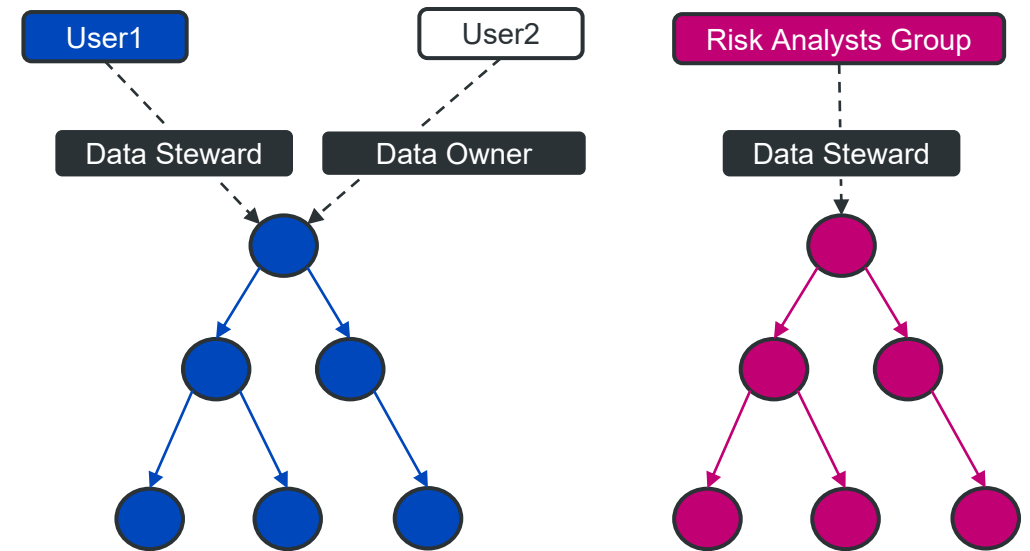 User1
User2
Risk Analysts Group
Data Steward
Data Owner
Data Steward